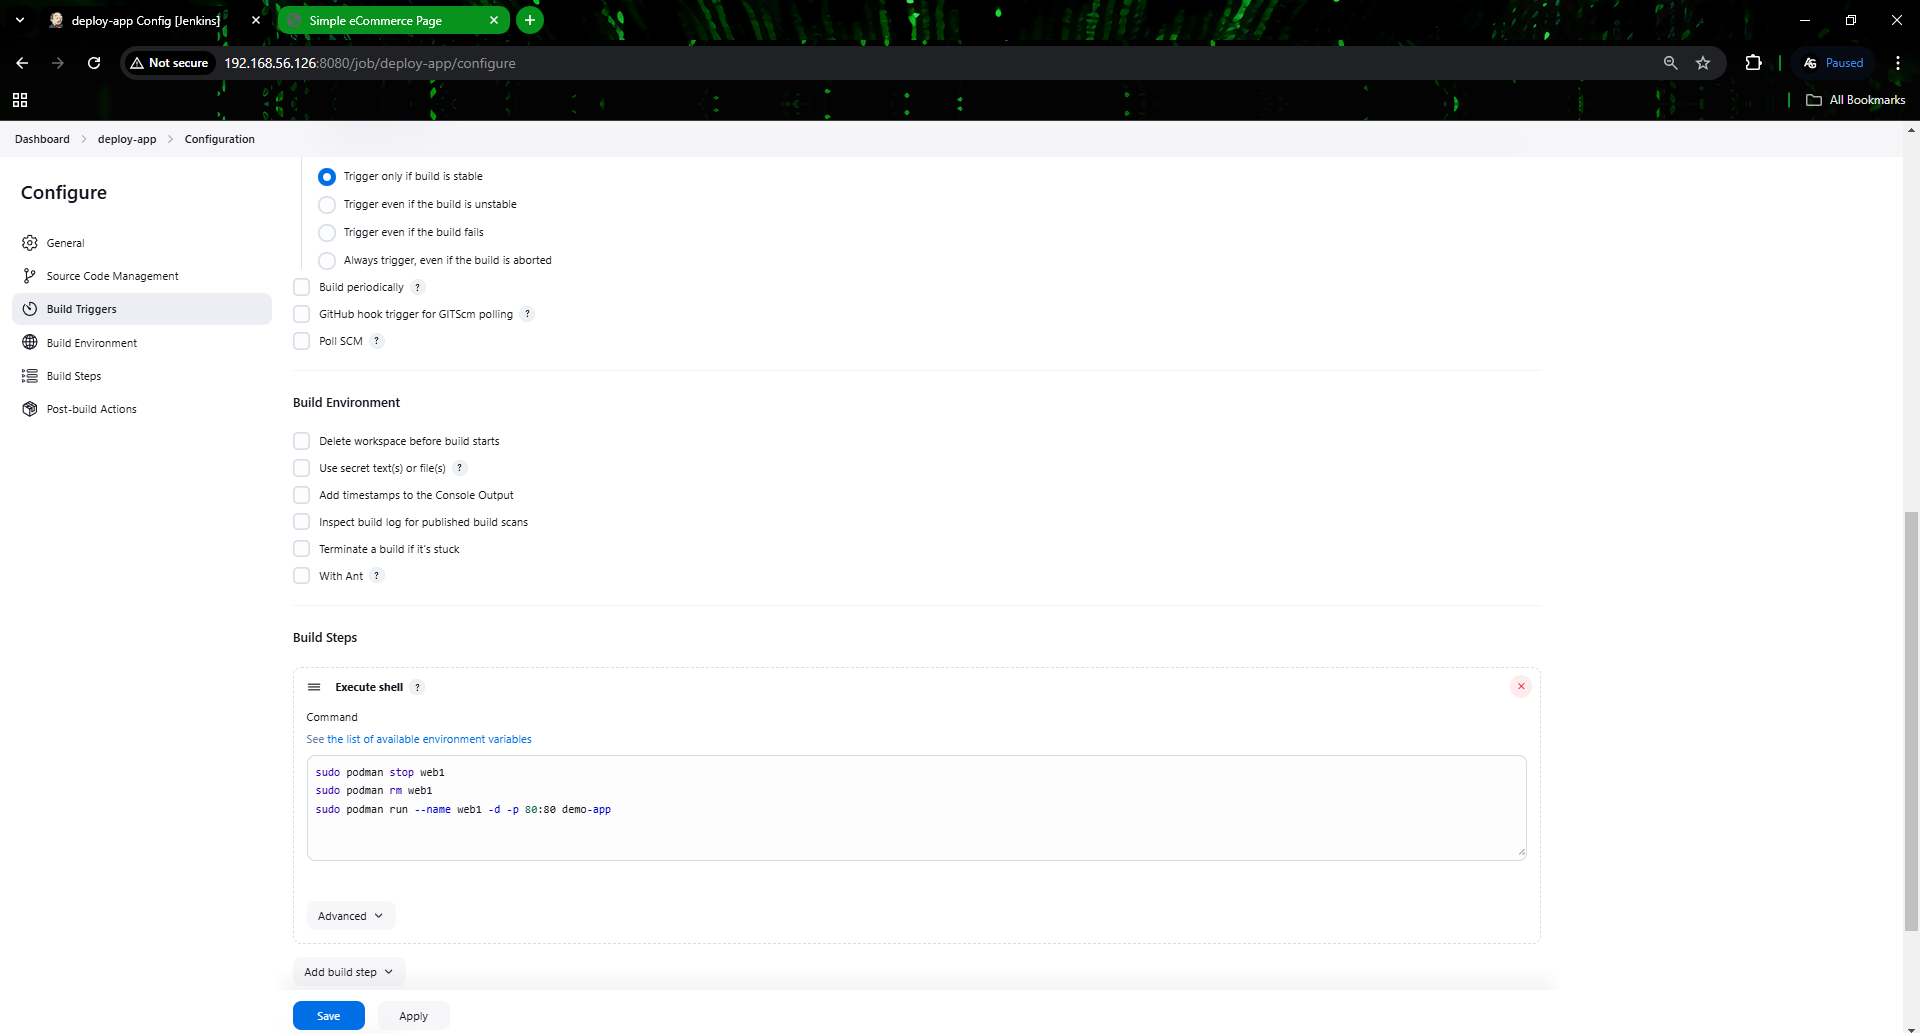 deploy-app Config [Jenkins]
Simple eCommerce Page
Not secure
192.168.56.126:8080/job/deploy-app/configure
AG Paused
All Bookmarks
Dashboard > deploy-app > Configuration
Configure
General
Source Code Management
Build Triggers
Build Environment
Build Steps
Post-build Actions
Trigger only if build is stable
Trigger even if the build is unstable
Trigger even if the build fails
Always trigger, even if the build is aborted
Build periodically ?
GitHub hook trigger for GITScm polling ?
Poll SCM ?
Build Environment
Delete workspace before build starts
Use secret text(s) or file(s) ?
Add timestamps to the Console Output
Inspect build log for published build scans
Terminate a build if it's stuck
With Ant ?
Build Steps
Execute shell ?
Command
See the list of available environment variables
sudo podman stop web1
sudo podman rm web1
sudo podman run --name web1 -d -p 80:80 demo-app
Advanced
Add build step
Save
Apply